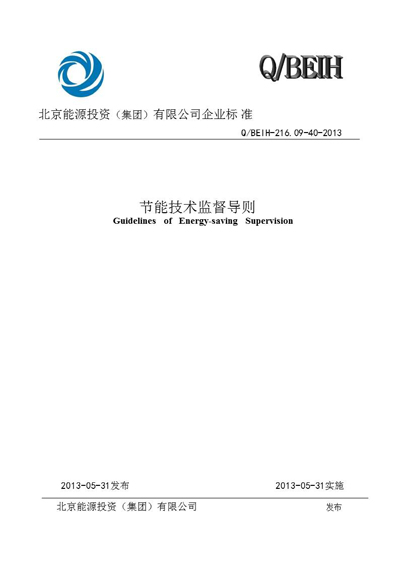 Q/BEIH
北京能源投资（集团）有限公司企业标 准
Q/BEIH-216.09-40-2013
节能技术监督导则
Guidelines of Energy-saving Supervision
2013-05-31发布 2013-05-31实施
北京能源投资（集团）有限公司 发布